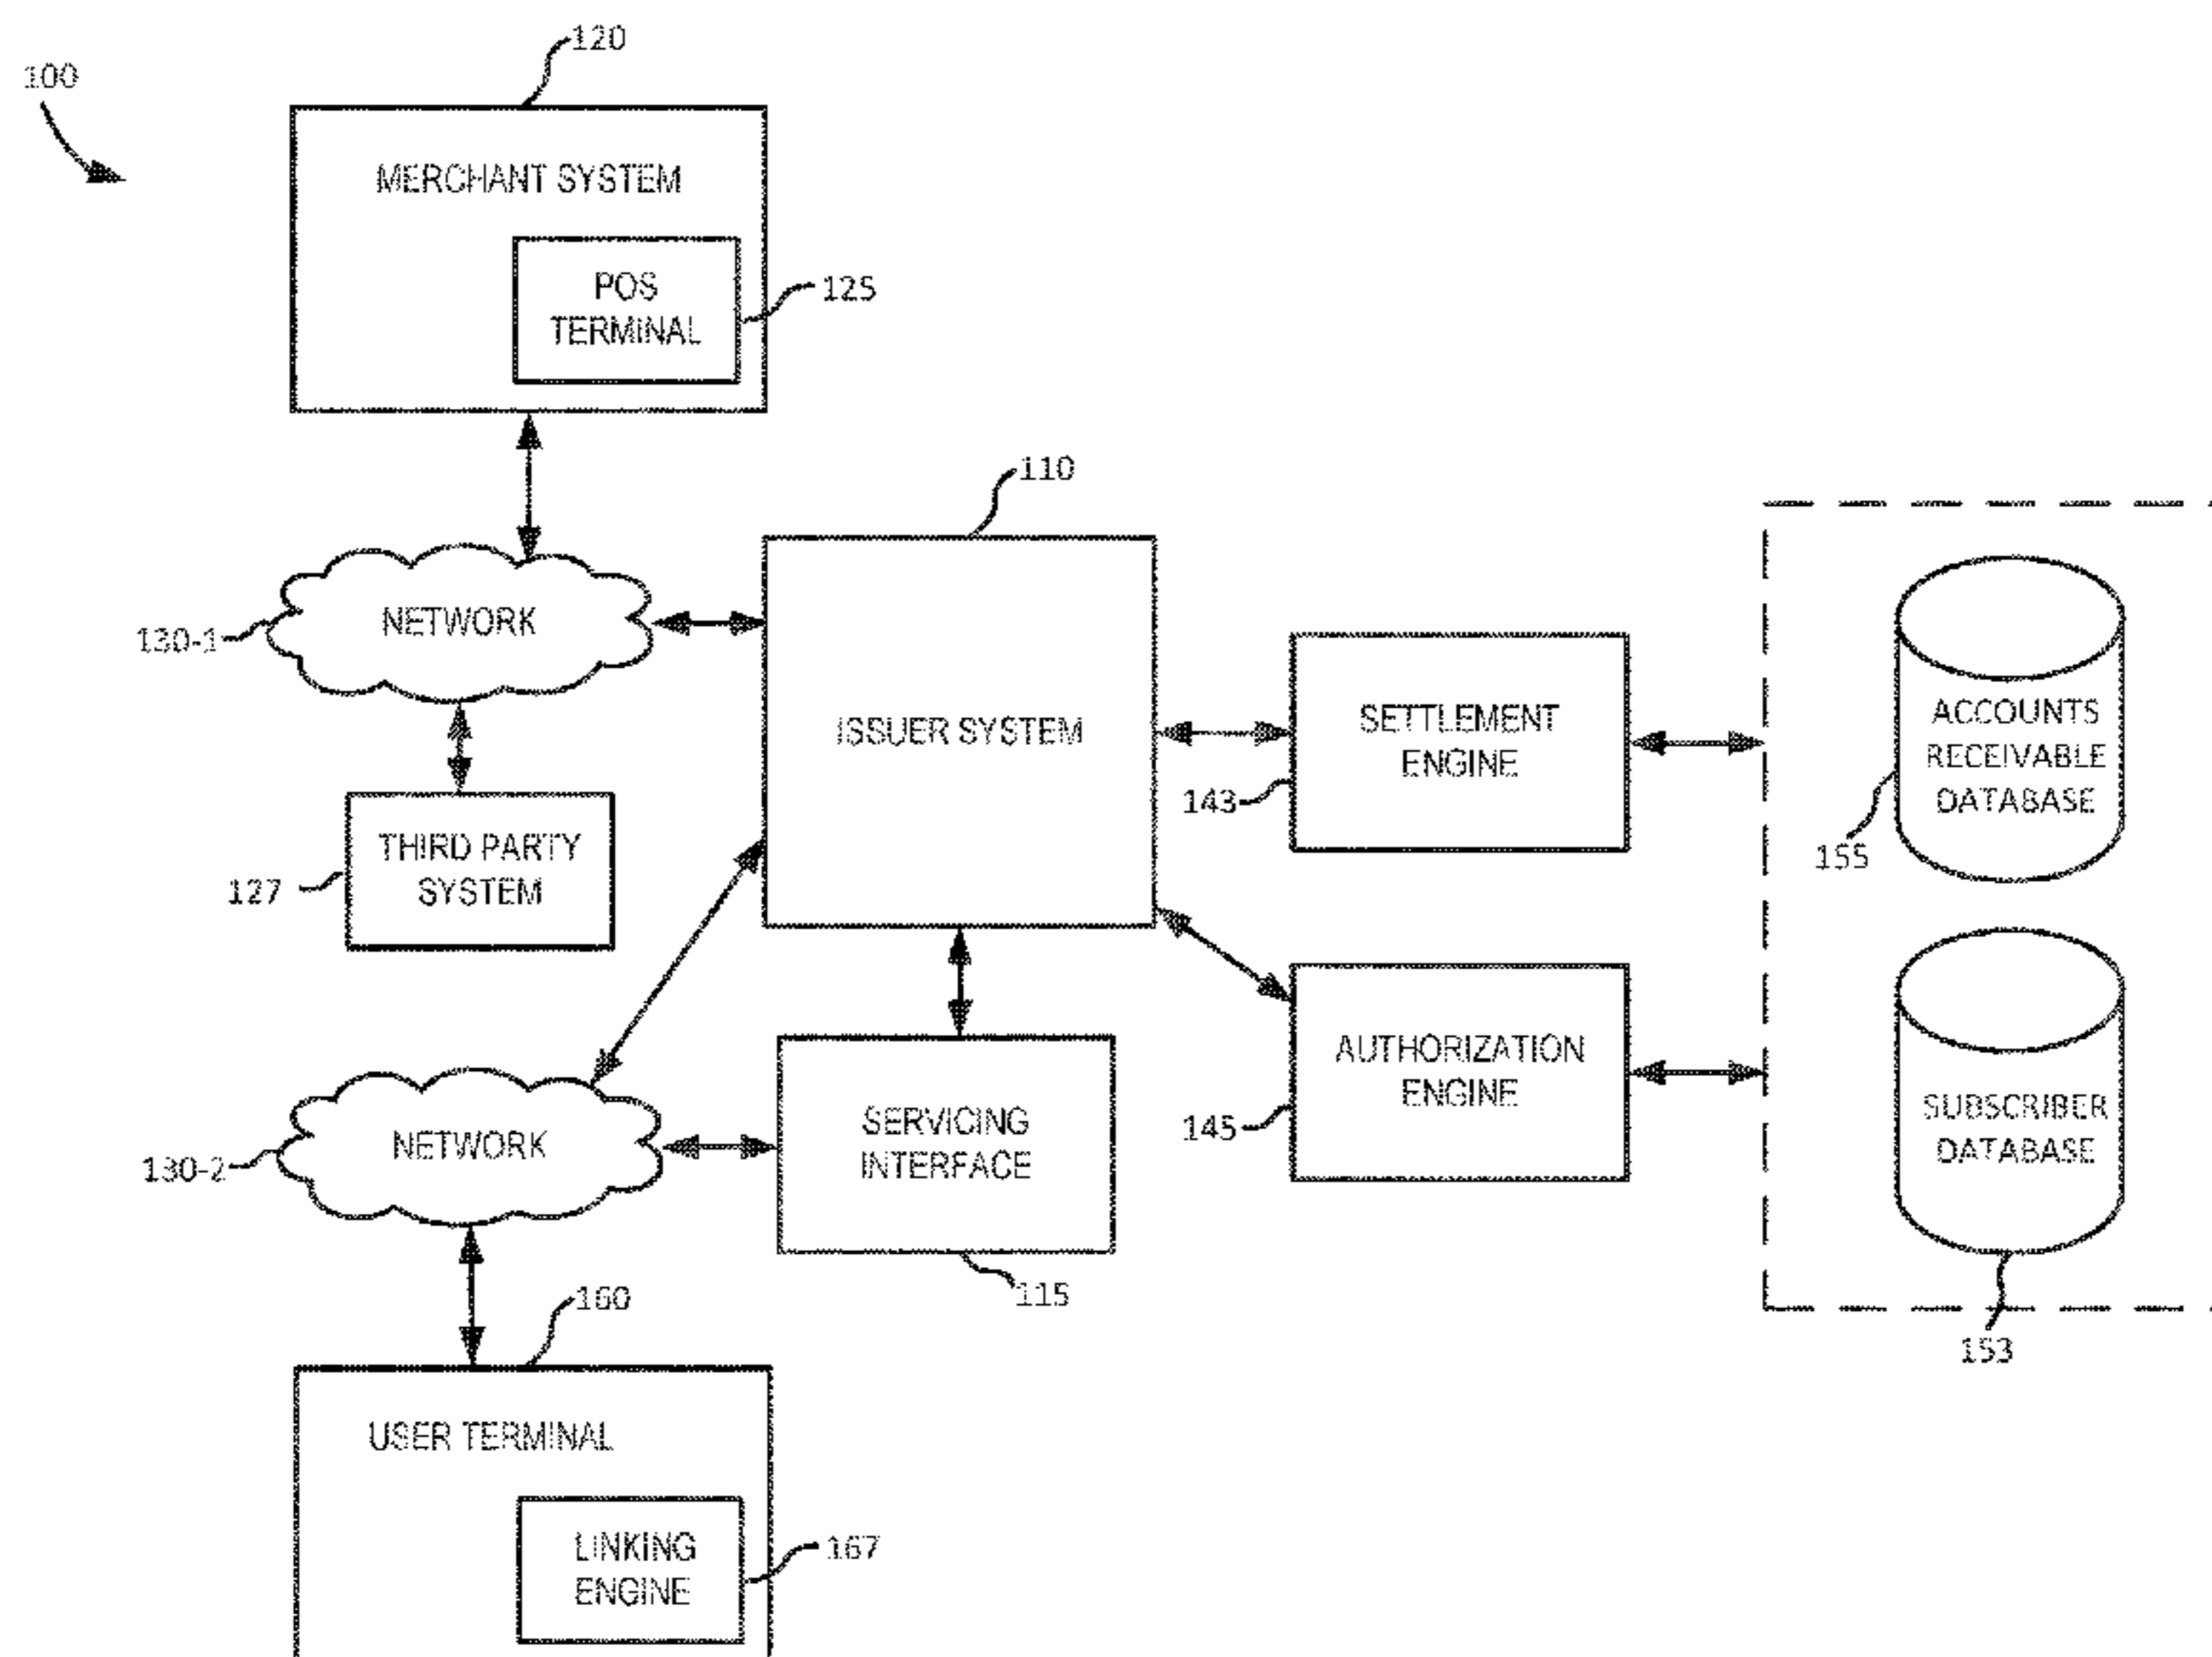 100
120
MERCHANT SYSTEM
POS
TERMINAL
125
110
NETWORK
130-1
ISSUER SYSTEM
SETTLEMENT
ENGINE
143
ACCOUNTS
RECEIVABLE
DATABASE
155
THIRD PARTY
SYSTEM
127
AUTHORIZATION
ENGINE
145
NETWORK
130-2
SERVICING
INTERFACE
115
SUBSCRIBER
DATABASE
153
160
USER TERMINAL
LINKING
ENGINE
167